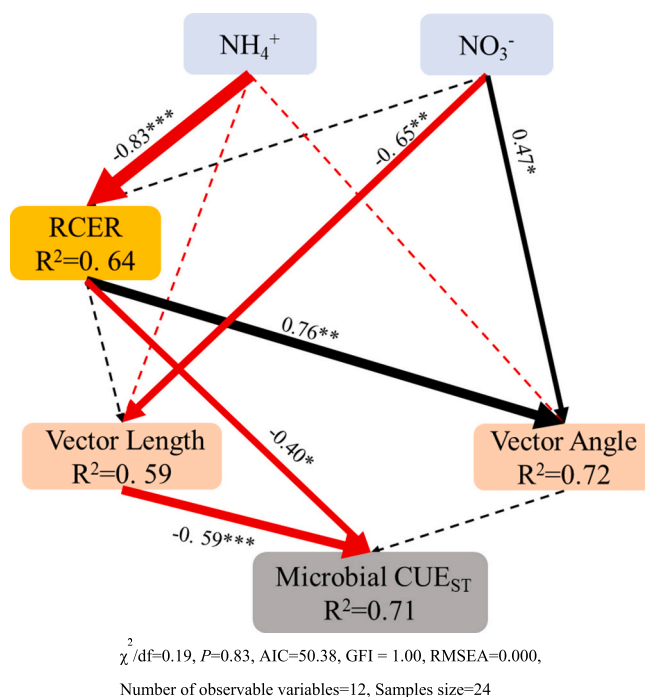 NH₄⁺
NO₃⁻
-0.83***
-0. 65**
0.47*
RCER
R²=0. 64
0.76**
Vector Length
R²=0. 59
-0.40*
Vector Angle
R²=0.72
-0. 59***
Microbial CUE_ST
R²=0.71
χ²/df=0.19, P=0.83, AIC=50.38, GFI = 1.00, RMSEA=0.000,
Number of observable variables=12, Samples size=24